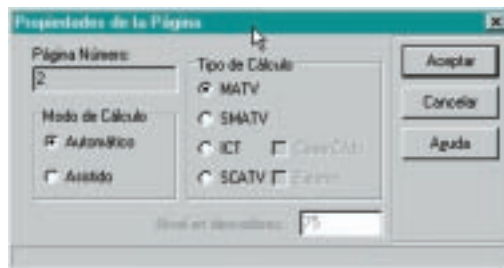 Propiedades de la Página
Página Número:
2
Modo de Cálculo
Automático
Asistido
Tipo de Cálculo
MATV
SMATV
ICT
SCATV
75
Aceptar
Cancelar
Ayuda